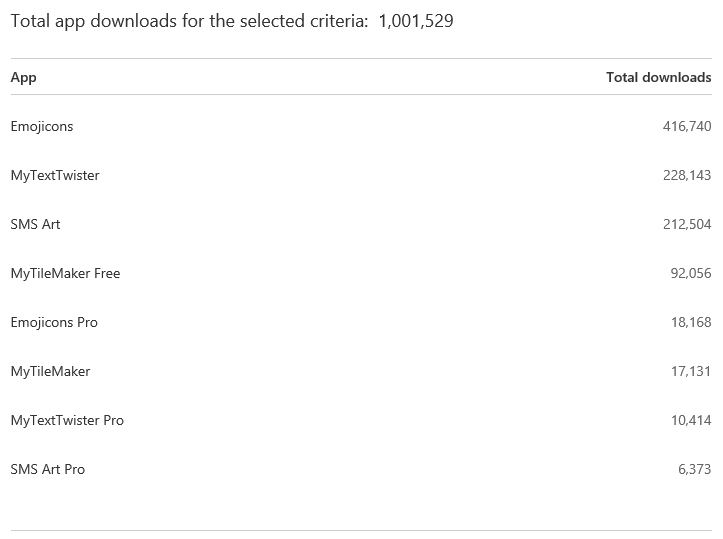 Total app downloads for the selected criteria: 1,001,529
App Total downloads
Emojicons 416,740
MyTextTwister 228,143
SMS Art 212,504
MyTileMaker Free 92,056
Emojicons Pro 18,168
MyTileMaker 17,131
MyTextTwister Pro 10,414
SMS Art Pro 6,373